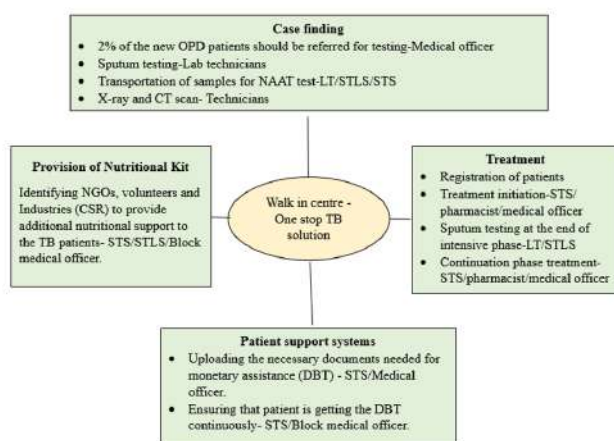 Case finding
• 2% of the new OPD patients should be referred for testing-Medical officer
• Sputum testing-Lab technicians
• Transportation of samples for NAAT test-LT/STLS/STS
• X-ray and CT scan- Technicians
Provision of Nutritional Kit
Identifying NGOs, volunteers and
Industries (CSR) to provide
additional nutritional support to
the TB patients- STS/STLS/Block
medical officer.
Walk in centre -
One stop TB
solution
Treatment
• Registration of patients
• Treatment initiation-STS/
pharmacist/medical officer
• Sputum testing at the end of
intensive phase-LT/STLS
• Continuation phase treatment-
STS/pharmacist/medical officer
Patient support systems
• Uploading the necessary documents needed for
monetary assistance (DBT) - STS/Medical
officer.
• Ensuring that patient is getting the DBT
continuously- STS/Block medical officer.